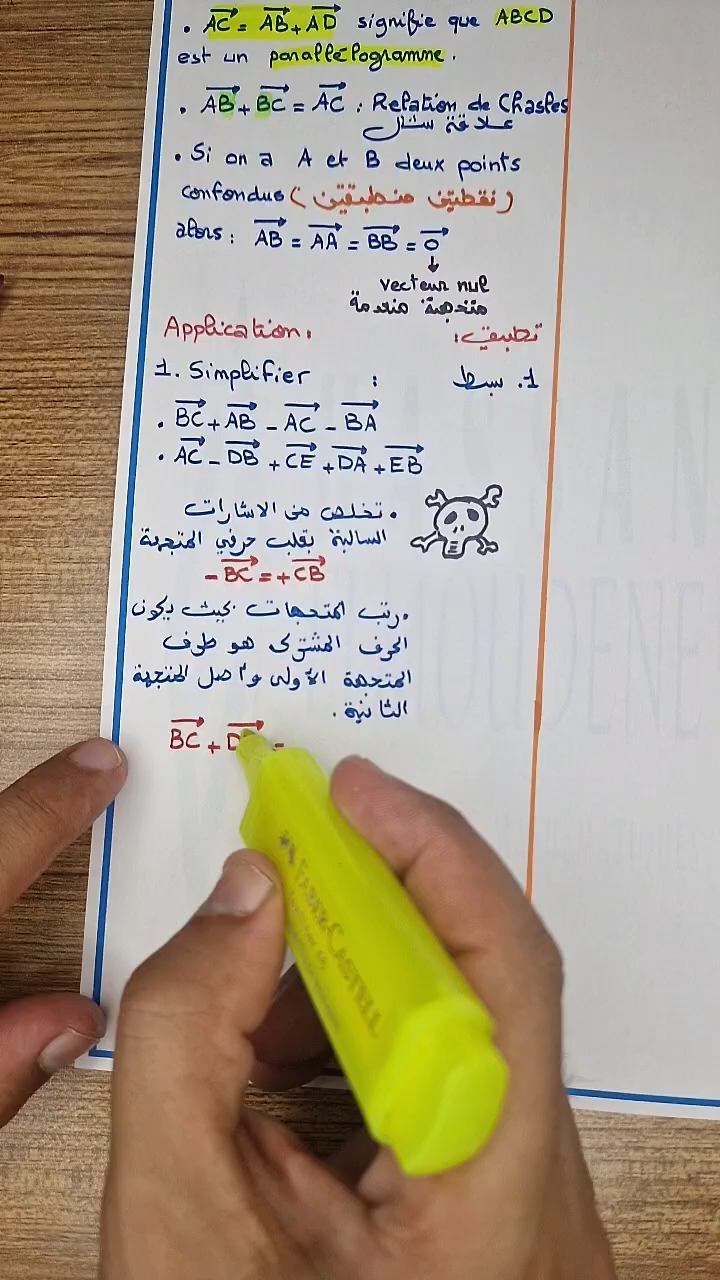 . AC = AB + AD signifie que ABCD
est un parallélogramme.
. AB + BC = AC : Relation de Chasles
علاقة شال
. Si on a A et B deux points
confondus (نقطتين منطبقتين)
alors : AB = AA = BB = 0
vecteur nul
متجهة منعدمة
Application. تطبيق:
1. Simplifier : 1. بسط
. BC + AB - AC - BA
. AC - DB + CE + DA + EB
. تخلص من الاشارات
السالبة بقلب حرفي المتجهة
- BC = + CB
. رتب المتجهات بحيث يكون
الحرف المشترك هو طرف
المتجهة الأولى و أصل المتجهة
الثانية.
BC + D
FABER-CASTELL